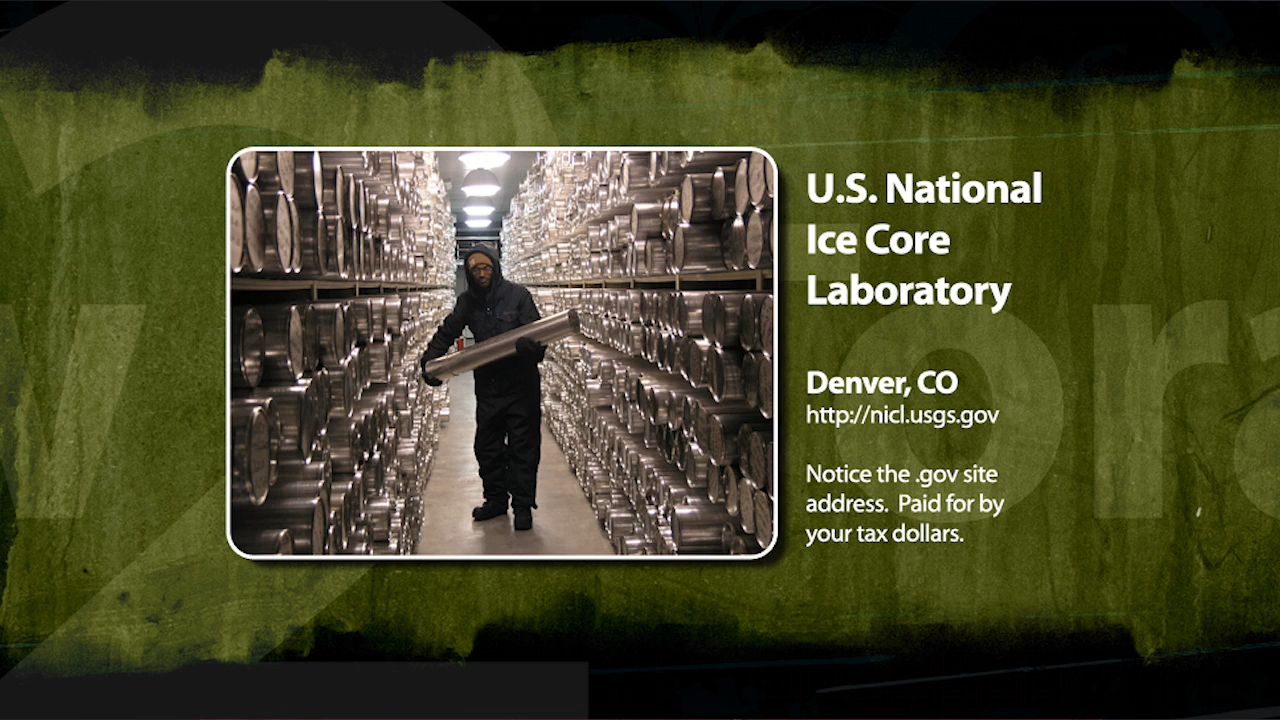 U.S. National
Ice Core
Laboratory
Denver, CO
http://nicl.usgs.gov
Notice the .gov site
address.  Paid for by
your tax dollars.